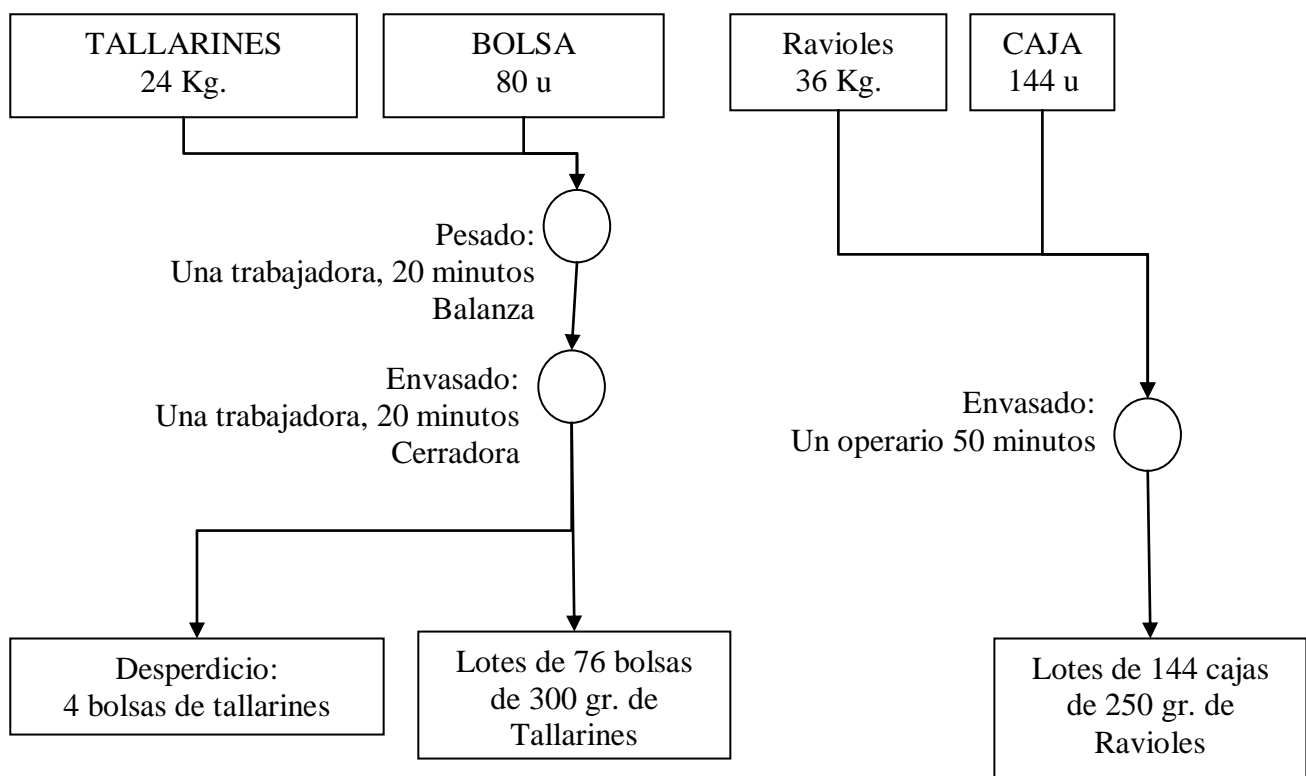 TALLARINES
24 Kg.
BOLSA
80 u
Ravioles
36 Kg.
CAJA
144 u
Pesado:
Una trabajadora, 20 minutos
Balanza
Envasado:
Una trabajadora, 20 minutos
Cerradora
Envasado:
Un operario 50 minutos
Desperdicio:
4 bolsas de tallarines
Lotes de 76 bolsas
de 300 gr. de
Tallarines
Lotes de 144 cajas
de 250 gr. de
Ravioles